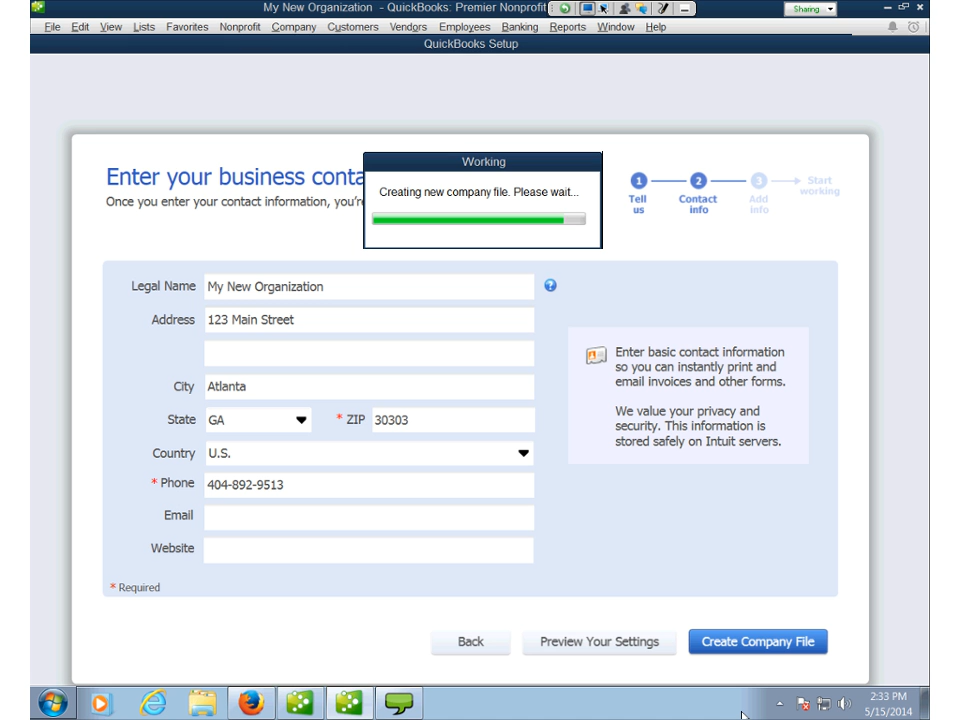 My New Organization - QuickBooks: Premier Nonprofit
Sharing
File Edit View Lists Favorites Nonprofit Company Customers Vendors Employees Banking Reports Window Help
QuickBooks Setup
Working
Creating new company file. Please wait...
Enter your business conta
Once you enter your contact information, you're
1 2 3 Start working
Tell us
Contact info
Add info
Legal Name My New Organization
Address 123 Main Street
City Atlanta
State GA * ZIP 30303
Country U.S.
* Phone 404-892-9513
Email
Website
* Required
Enter basic contact information
so you can instantly print and
email invoices and other forms.
We value your privacy and
security. This information is
stored safely on Intuit servers.
Back Preview Your Settings Create Company File
2:33 PM
5/15/2014